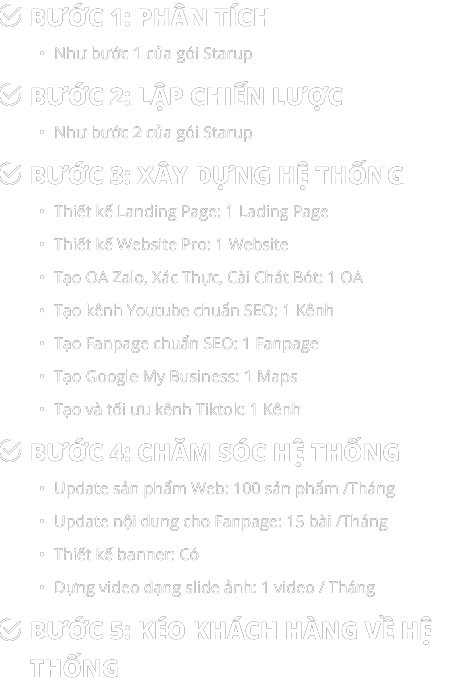 BƯỚC 1: PHÂN TÍCH
Như bước 1 của gói Starup
BƯỚC 2: LẬP CHIẾN LƯỢC
Như bước 2 của gói Starup
BƯỚC 3: XÂY DỰNG HỆ THỐNG
Thiết kế Landing Page: 1 Lading Page
Thiết kế Website Pro: 1 Website
Tạo OA Zalo, Xác Thực, Cài Chát Bót: 1 OA
Tạo kênh Youtube chuẩn SEO: 1 Kênh
Tạo Fanpage chuẩn SEO: 1 Fanpage
Tạo Google My Business: 1 Maps
Tạo và tối ưu kênh Tiktok: 1 Kênh
BƯỚC 4: CHĂM SÓC HỆ THỐNG
Update sản phẩm Web: 100 sản phẩm /Tháng
Update nội dung cho Fanpage: 15 bài /Tháng
Thiết kế banner: Có
Dựng video dạng slide ảnh: 1 video / Tháng
BƯỚC 5: KÉO KHÁCH HÀNG VỀ HỆ
THỐNG